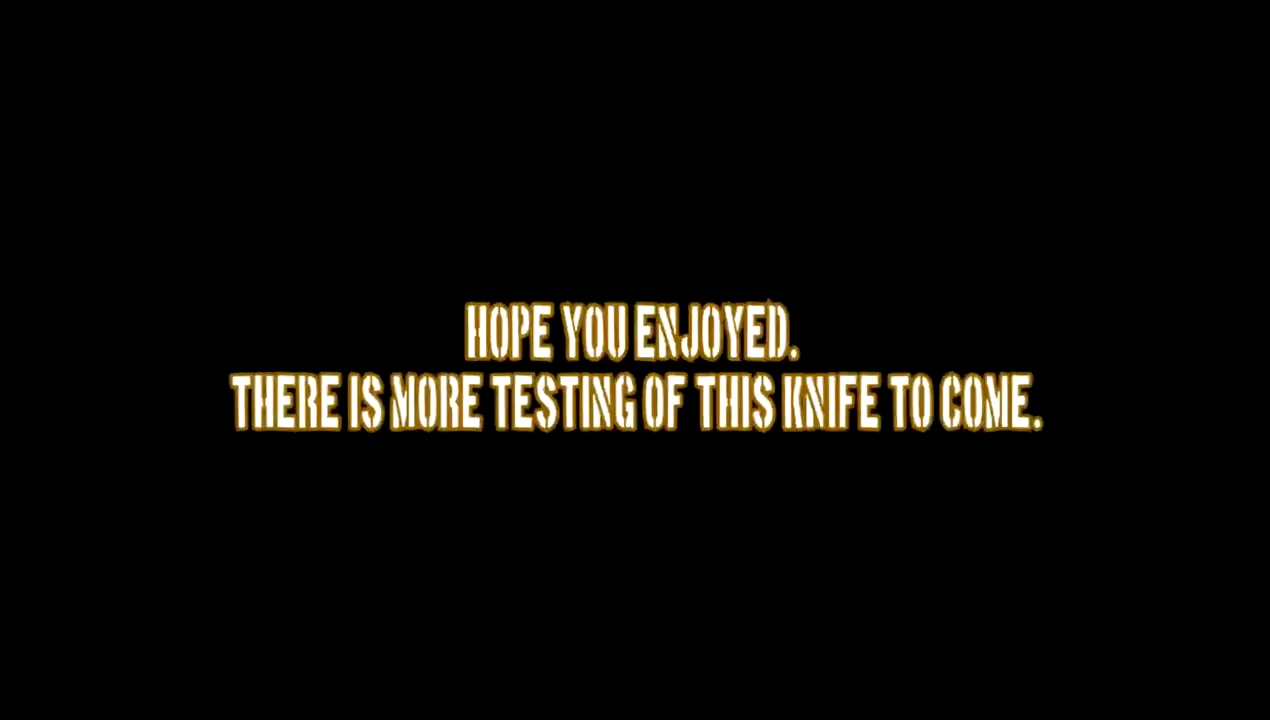 HOPE YOU ENJOYED.
THERE IS MORE TESTING OF THIS KNIFE TO COME.